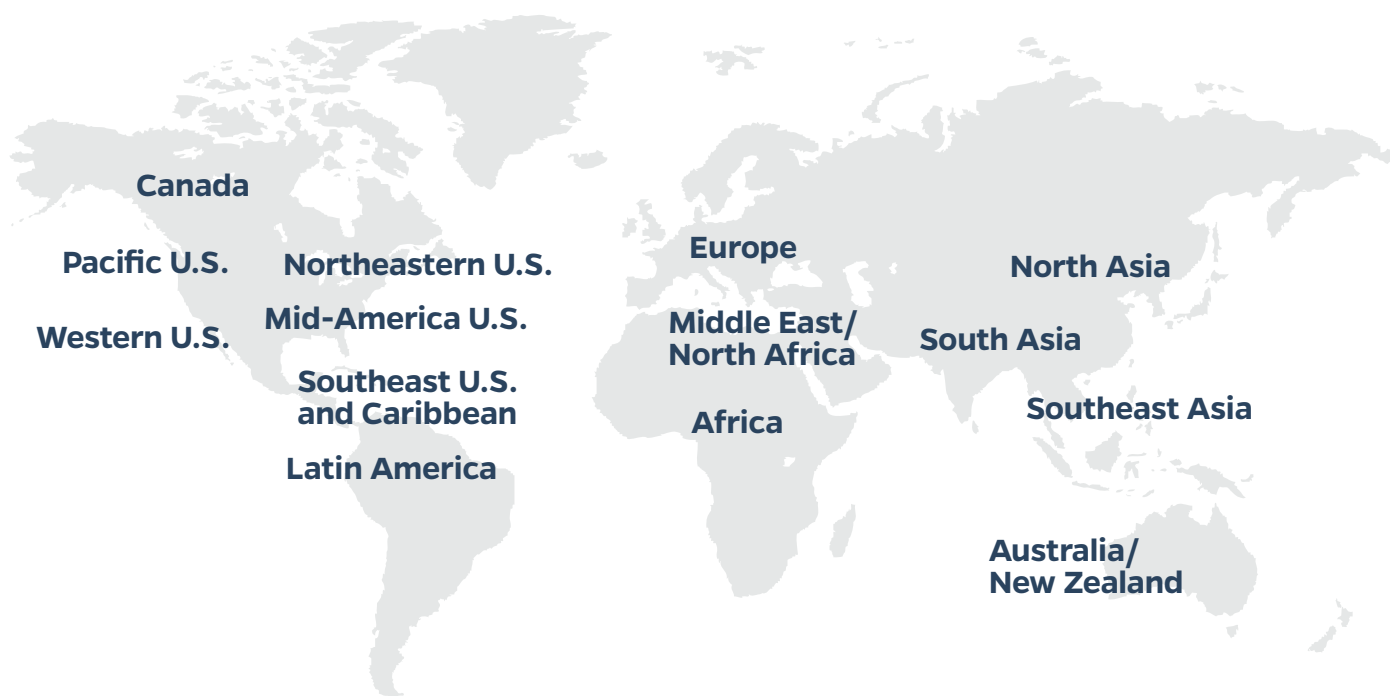 Canada
Pacific U.S.
Northeastern U.S.
Europe
North Asia
Western U.S.
Mid-America U.S.
Middle East/
North Africa
South Asia
Southeast U.S.
and Caribbean
Africa
Southeast Asia
Latin America
Australia/
New Zealand